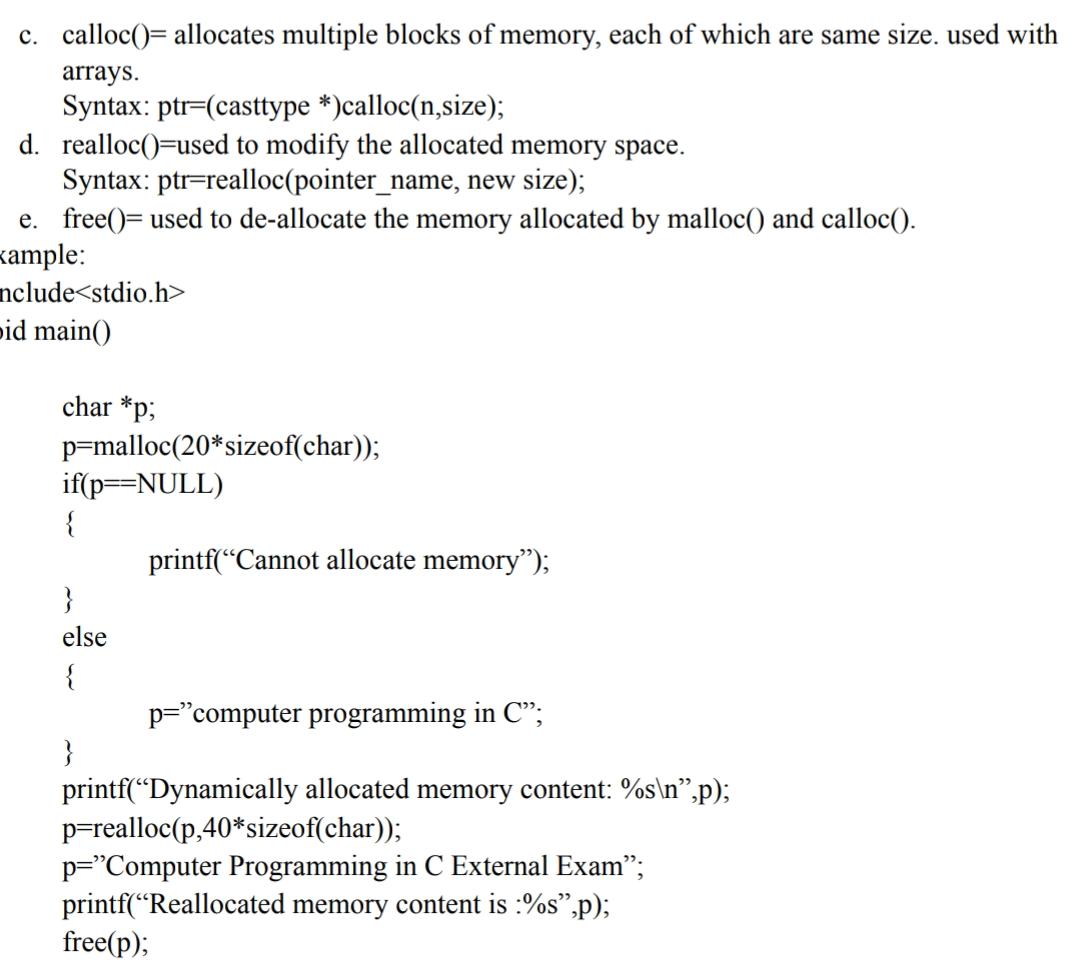 c. calloc()= allocates multiple blocks of memory, each of which are same size. used with
arrays.
Syntax: ptr=(casttype *)calloc(n,size);
d. realloc()=used to modify the allocated memory space.
Syntax: ptr=realloc(pointer_name, new size);
e. free()= used to de-allocate the memory allocated by malloc() and calloc().
xample:
nclude<stdio.h>
oid main()
char *p;
p=malloc(20*sizeof(char));
if(p==NULL)
{
printf(“Cannot allocate memory”);
}
else
{
p=”computer programming in C”;
}
printf(“Dynamically allocated memory content: %s\n”,p);
p=realloc(p,40*sizeof(char));
p=”Computer Programming in C External Exam”;
printf(“Reallocated memory content is :%s”,p);
free(p);